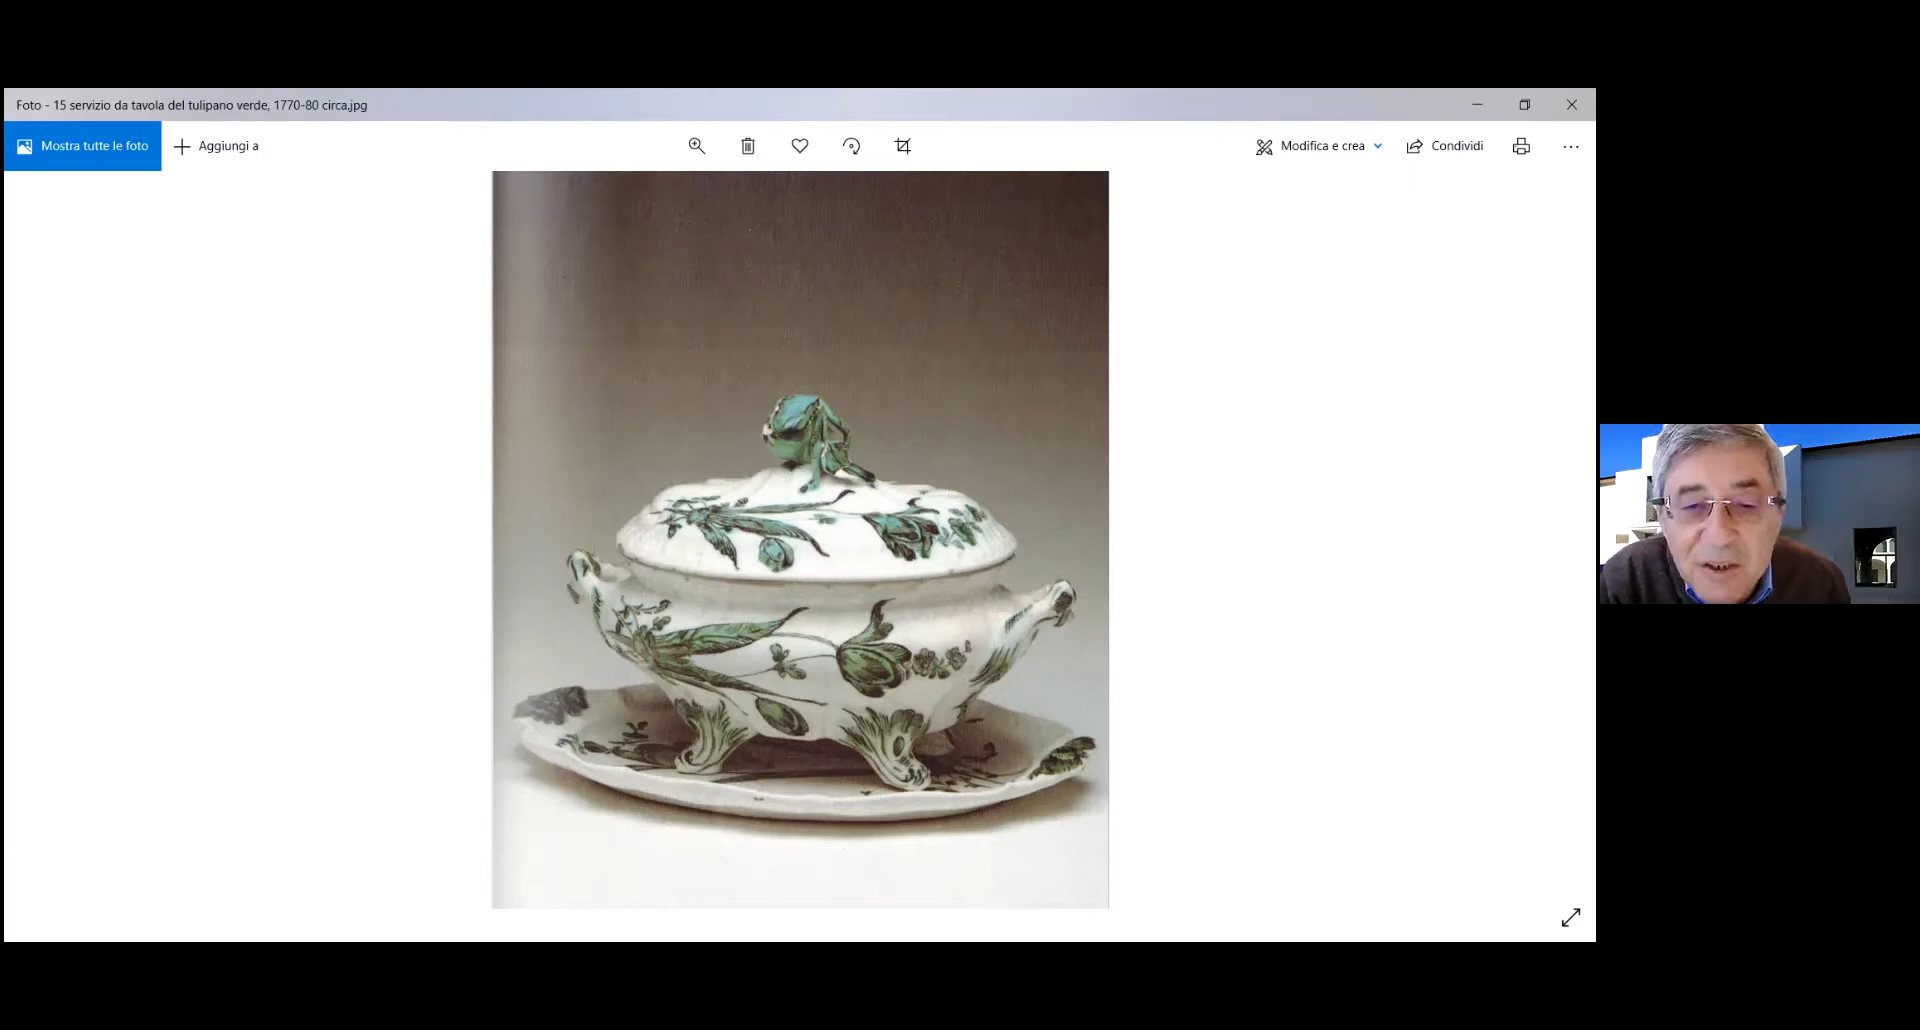 Foto - 15 servizio da tavola del tulipano verde, 1770-80 circa.jpg
Mostra tutte le foto
Aggiungi a
Modifica e crea
Condividi